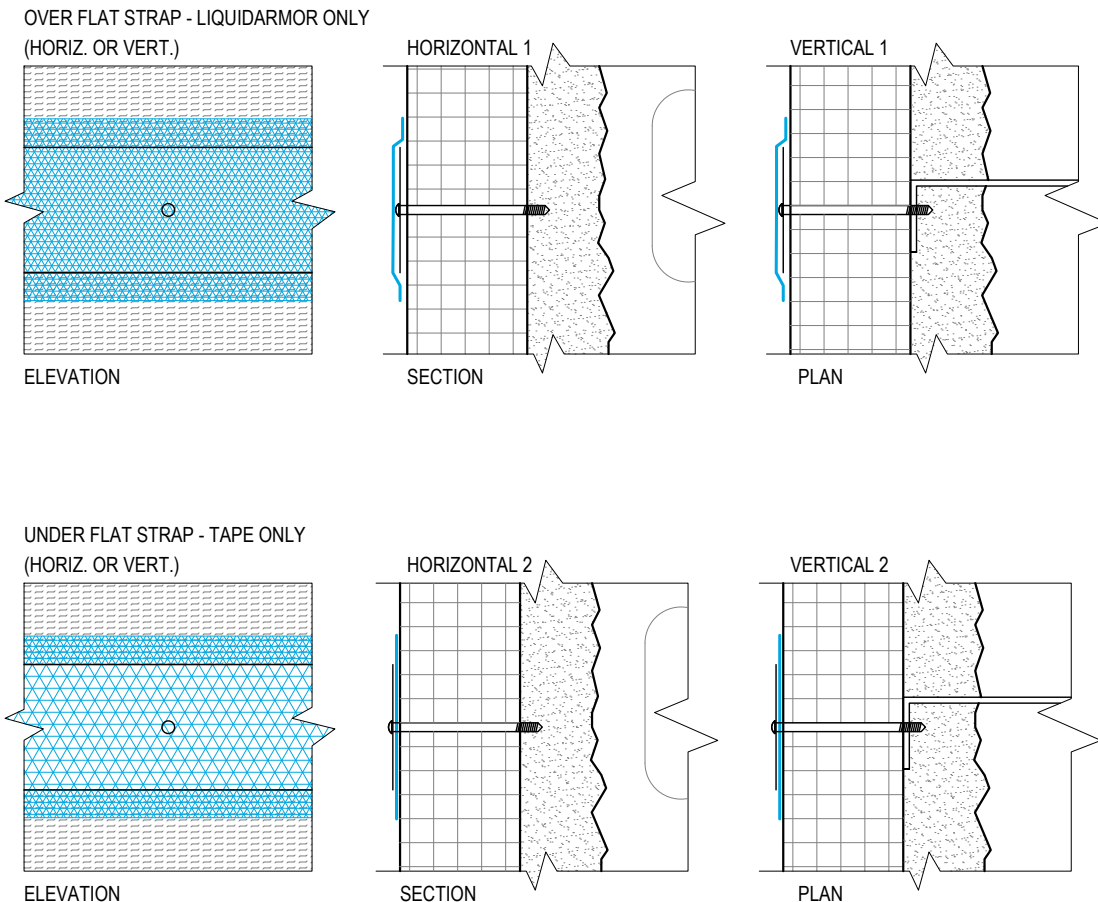 OVER FLAT STRAP - LIQUIDARMOR ONLY
(HORIZ. OR VERT.)
HORIZONTAL 1
VERTICAL 1
ELEVATION
SECTION
PLAN
UNDER FLAT STRAP - TAPE ONLY
(HORIZ. OR VERT.)
HORIZONTAL 2
VERTICAL 2
ELEVATION
SECTION
PLAN